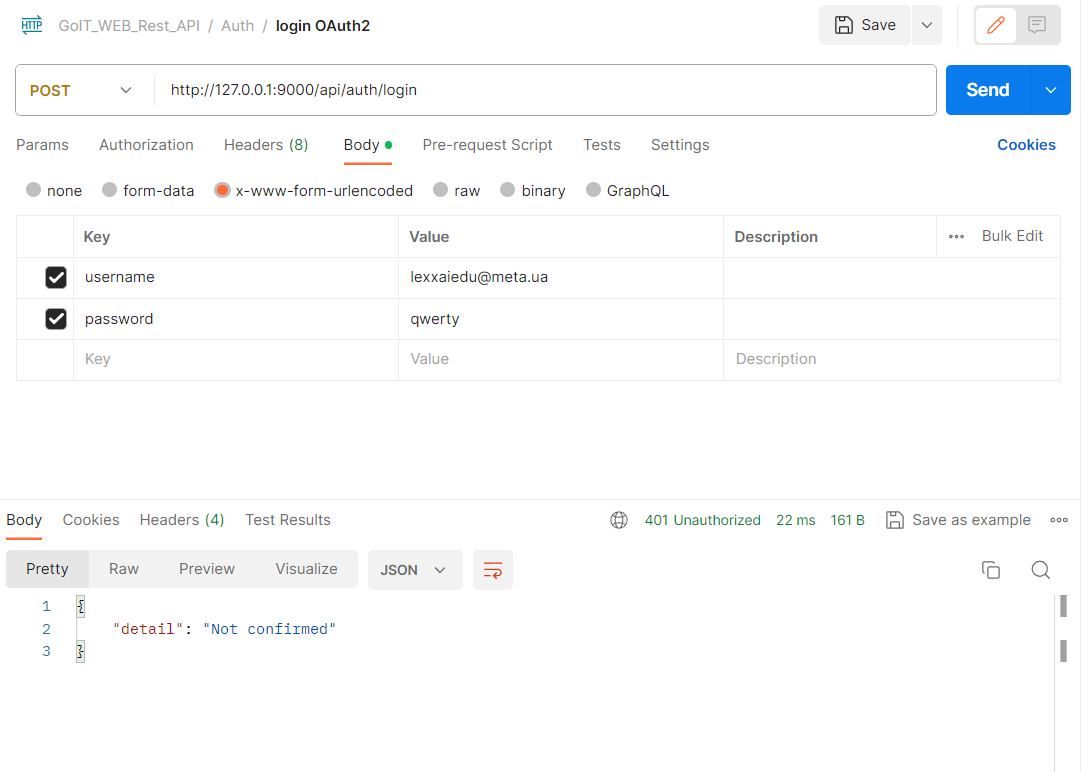 HTTP GoIT_WEB_Rest_API / Auth / login OAuth2 Save
POST http://127.0.0.1:9000/api/auth/login Send
Params Authorization Headers (8) Body Pre-request Script Tests Settings Cookies
none form-data x-www-form-urlencoded raw binary GraphQL
Key Value Description ••• Bulk Edit
username lexxaiedu@meta.ua
password qwerty
Key Value Description
Body Cookies Headers (4) Test Results 401 Unauthorized 22 ms 161 B Save as example
Pretty Raw Preview Visualize JSON
1 {
2 "detail": "Not confirmed"
3 }